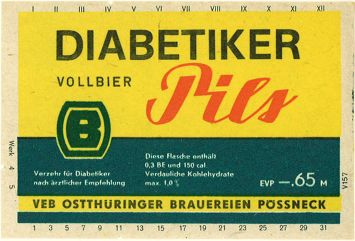 I II III IV V VI VII VIII IX X XI XII
DIABETIKER
VOLLBIER
Pils
B
Diese Flasche enthält
0,3 BE und 150 cal
Verdauliche Kohlehydrate
max. 1,0 %
Verzehr für Diabetiker
nach ärztlicher Empfehlung
EVP —.65 M
VEB OSTTHÜRINGER BRAUEREIEN PÖSSNECK
1 3 5 7 9 11 13 15 17 19 21 23 25 27 29 31
Werk 4 5
V157